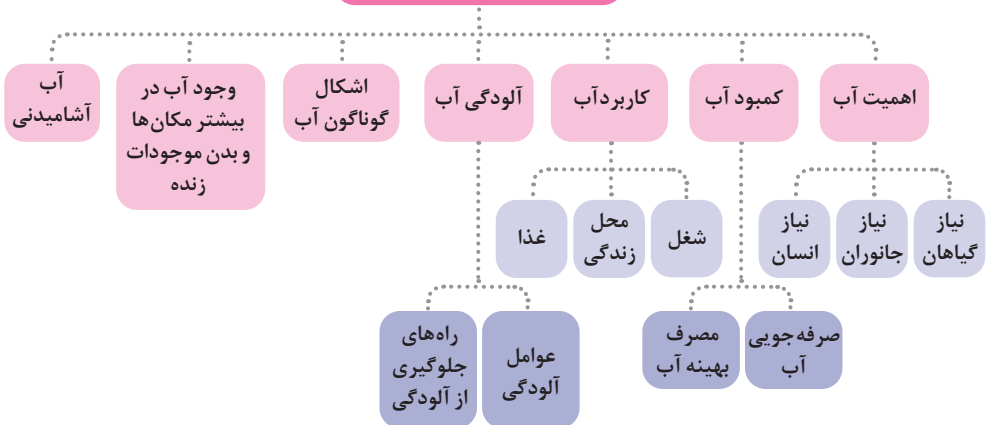 اهمیت آب
کمبود آب
کاربردآب
آلودگی آب
اشکال
گوناگون آب
وجود آب در
بیشتر مکان‌ها
و بدن موجودات
زنده
آب
آشامیدنی
نیاز
گیاهان
نیاز
جانوران
نیاز
انسان
شغل
محل
زندگی
غذا
صرفه‌جویی
آب
مصرف
بهینه آب
عوامل
آلودگی
راه‌های
جلوگیری
از آلودگی